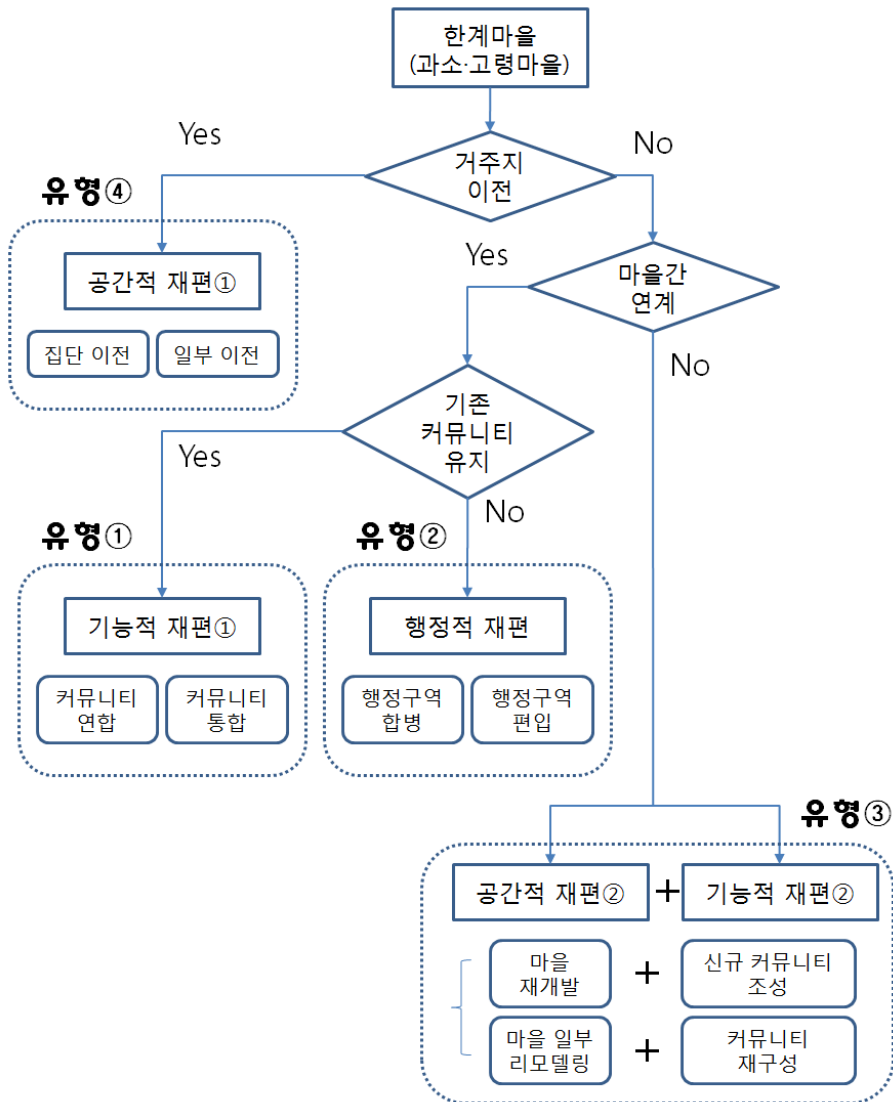 한계마을
(과소·고령마을)
Yes
No
거주지
이전
유형④
공간적 재편①
집단 이전
일부 이전
Yes
마을간
연계
No
기존
커뮤니티
유지
Yes
No
유형①
기능적 재편①
커뮤니티
연합
커뮤니티
통합
유형②
행정적 재편
행정구역
합병
행정구역
편입
유형③
공간적 재편②
+
기능적 재편②
마을
재개발
+
신규 커뮤니티
조성
마을 일부
리모델링
+
커뮤니티
재구성